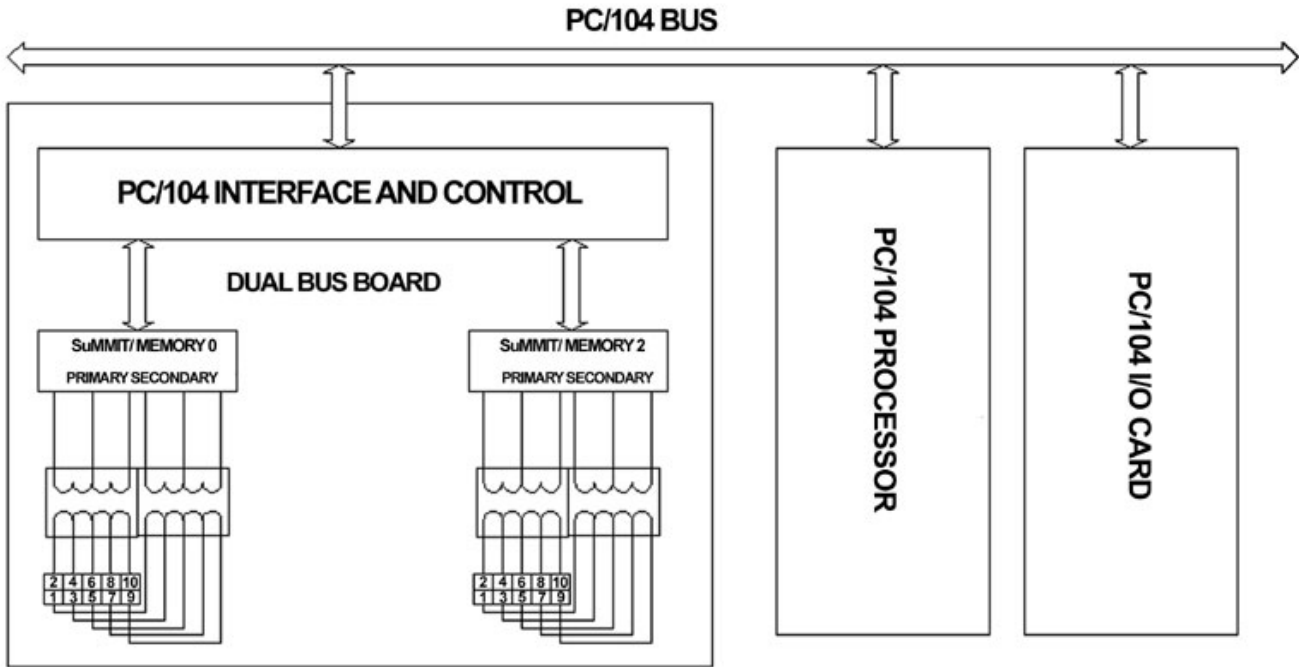 PC/104 BUS
PC/104 INTERFACE AND CONTROL
DUAL BUS BOARD
SuMMIT/ MEMORY 0
PRIMARY SECONDARY
2 4 6 8 10
1 3 5 7 9
SuMMIT/ MEMORY 2
PRIMARY SECONDARY
2 4 6 8 10
1 3 5 7 9
PC/104 PROCESSOR
PC/104 I/O CARD